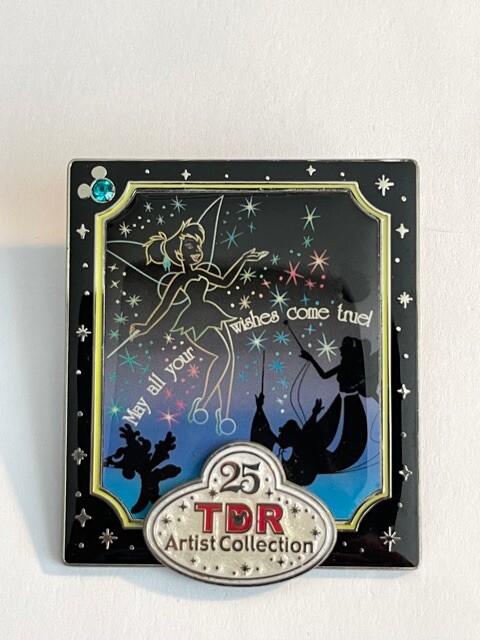 May all your wishes come true!
25
TDR
Artist Collection